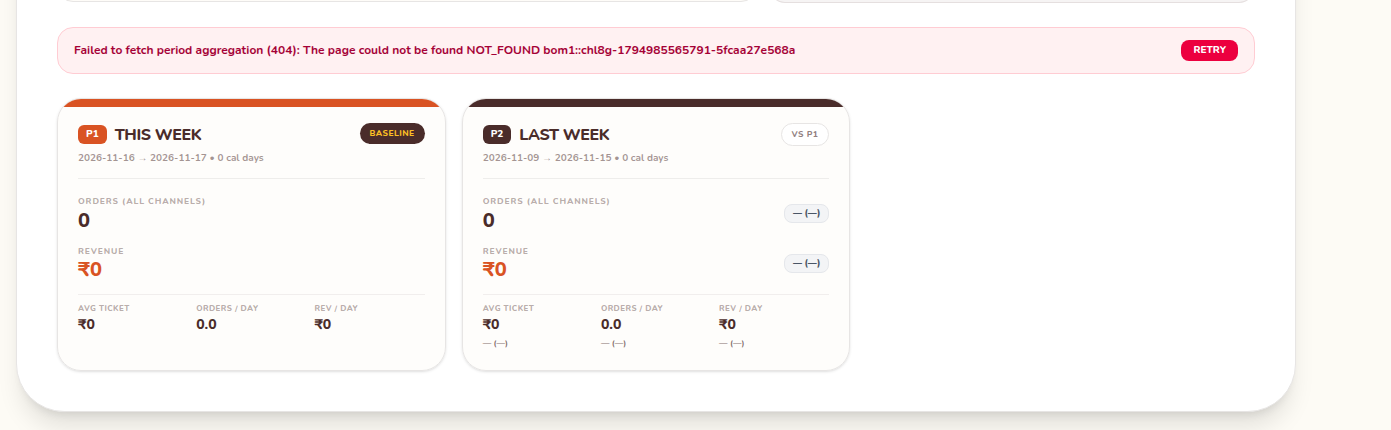 Failed to fetch period aggregation (404): The page could not be found NOT_FOUND bom1::chl8g-1794985565791-5fcaa27e568a
RETRY
P1 THIS WEEK BASELINE
2026-11-16 → 2026-11-17 • 0 cal days
ORDERS (ALL CHANNELS)
0
REVENUE
₹0
AVG TICKET ORDERS / DAY REV / DAY
₹0 0.0 ₹0
P2 LAST WEEK VS P1
2026-11-09 → 2026-11-15 • 0 cal days
ORDERS (ALL CHANNELS)
0 — (—)
REVENUE
₹0 — (—)
AVG TICKET ORDERS / DAY REV / DAY
₹0 0.0 ₹0
— (—) — (—) — (—)